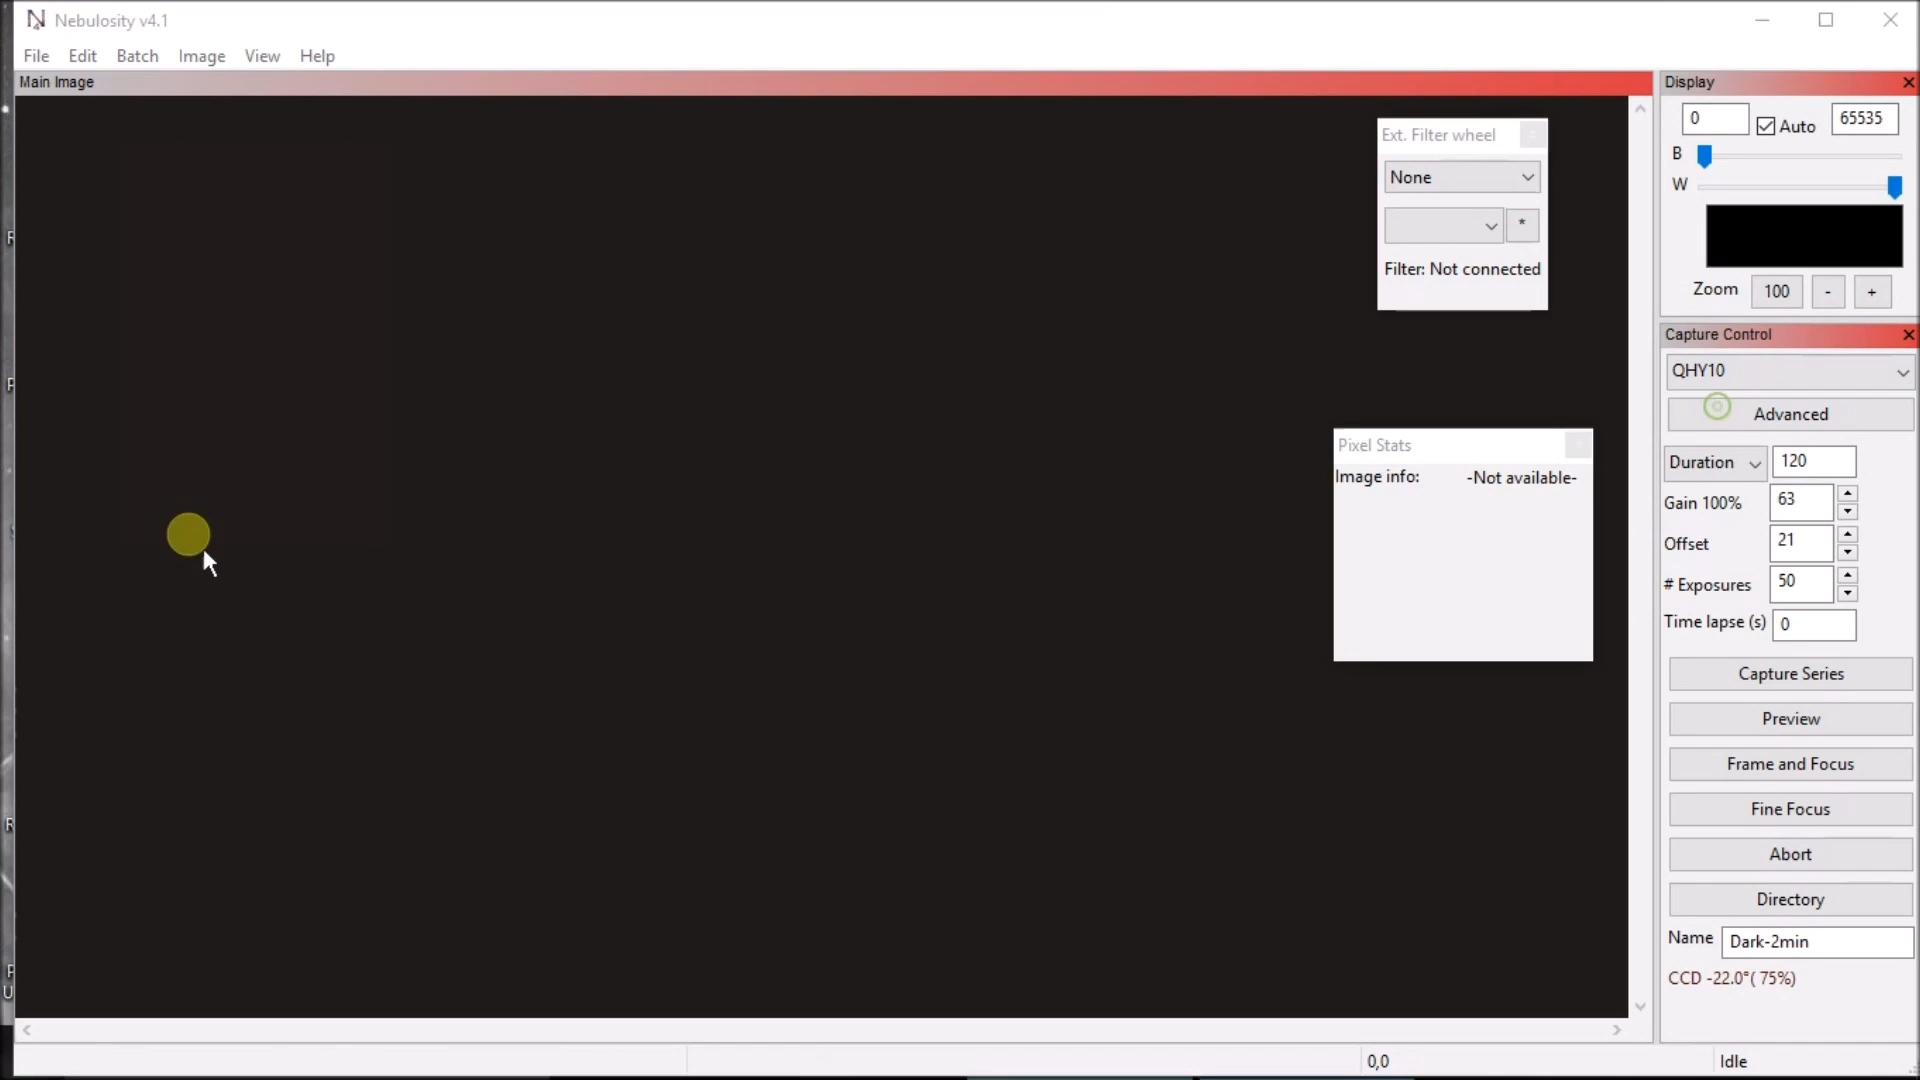 Nebulosity v4.1
File Edit Batch Image View Help
Main Image
Ext. Filter wheel
None
*
Filter: Not connected
Pixel Stats
Image info: -Not available-
0,0
Idle
Display
0 Auto 65535
B
W
Zoom 100 - +
Capture Control
QHY10
Advanced
Duration 120
Gain 100% 63
Offset 21
# Exposures 50
Time lapse (s) 0
Capture Series
Preview
Frame and Focus
Fine Focus
Abort
Directory
Name Dark-2min
CCD -22.0°( 75%)